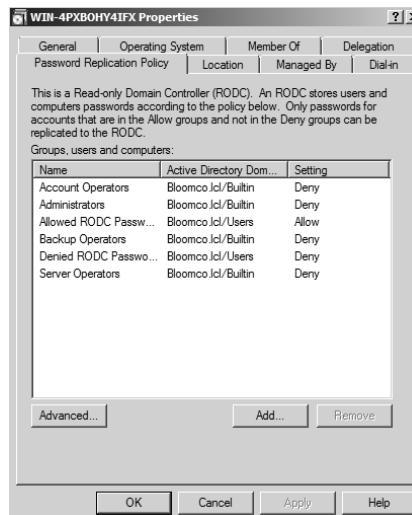 WIN-4PXBOHY4IFX Properties
General Operating System Member Of Delegation
Password Replication Policy Location Managed By Dial-in
This is a Read-only Domain Controller (RODC). An RODC stores users and
computers passwords according to the policy below. Only passwords for
accounts that are in the Allow groups and not in the Deny groups can be
replicated to the RODC.
Groups, users and computers:
Name Active Directory Dom... Setting
Account Operators Bloomco.lcl/Builtin Deny
Administrators Bloomco.lcl/Builtin Deny
Allowed RODC Passw... Bloomco.lcl/Users Allow
Backup Operators Bloomco.lcl/Builtin Deny
Denied RODC Passwo... Bloomco.lcl/Users Deny
Server Operators Bloomco.lcl/Builtin Deny
Advanced... Add... Remove
OK Cancel Apply Help